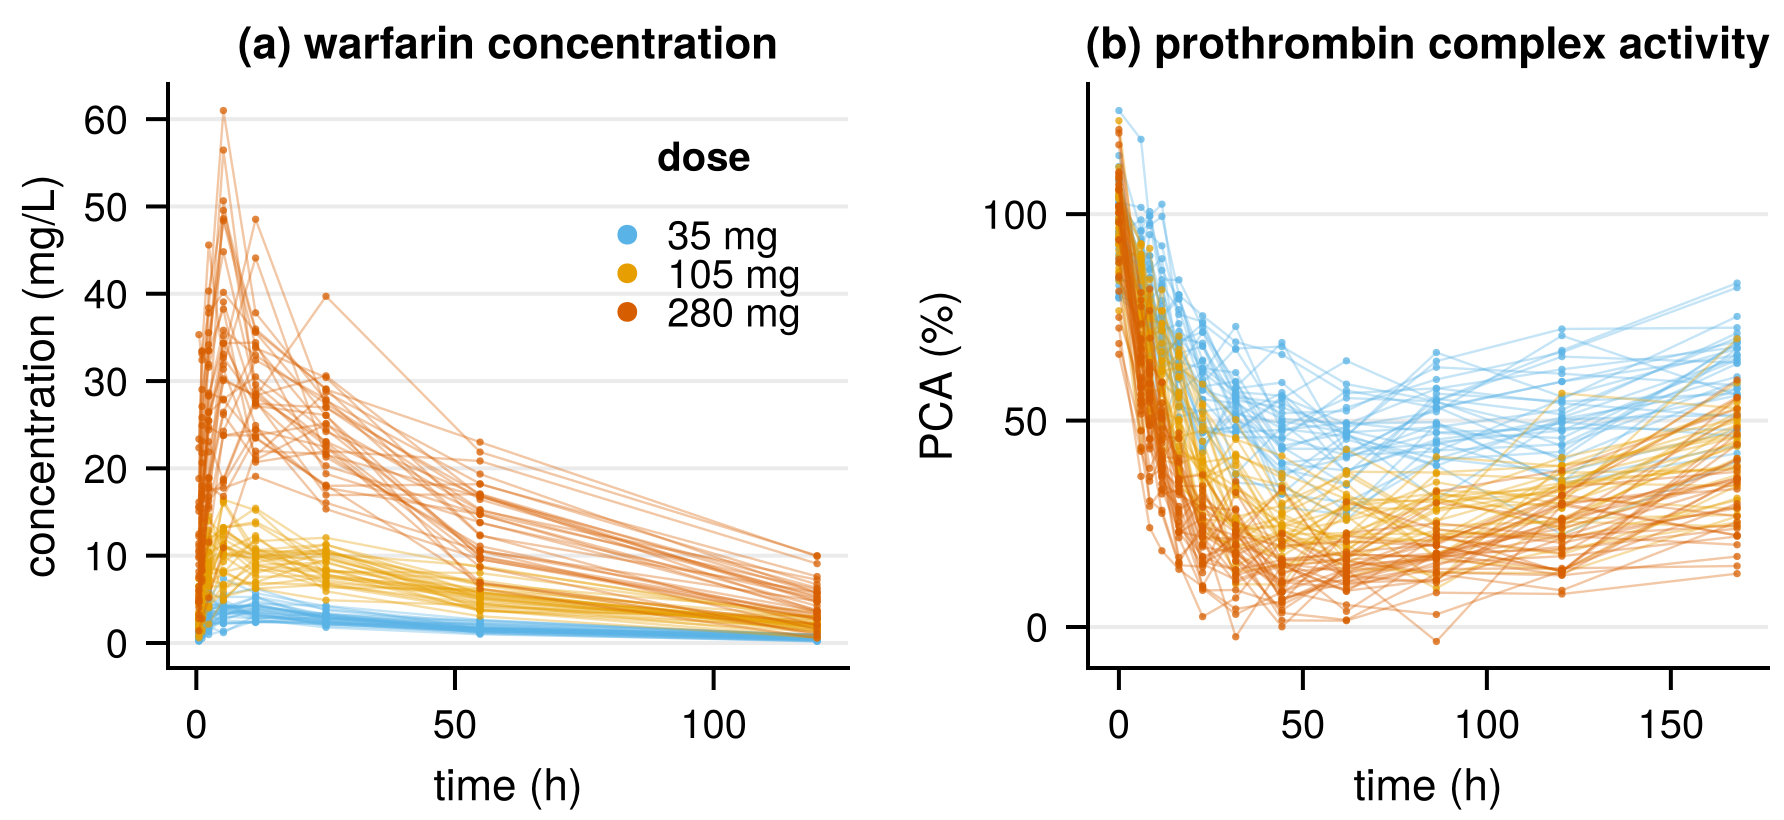 (a) warfarin concentration
concentration (mg/L)
60
50
40
30
20
10
0
dose
35 mg
105 mg
280 mg
0
50
100
time (h)
(b) prothrombin complex activity
PCA (%)
100
50
0
0
50
100
150
time (h)